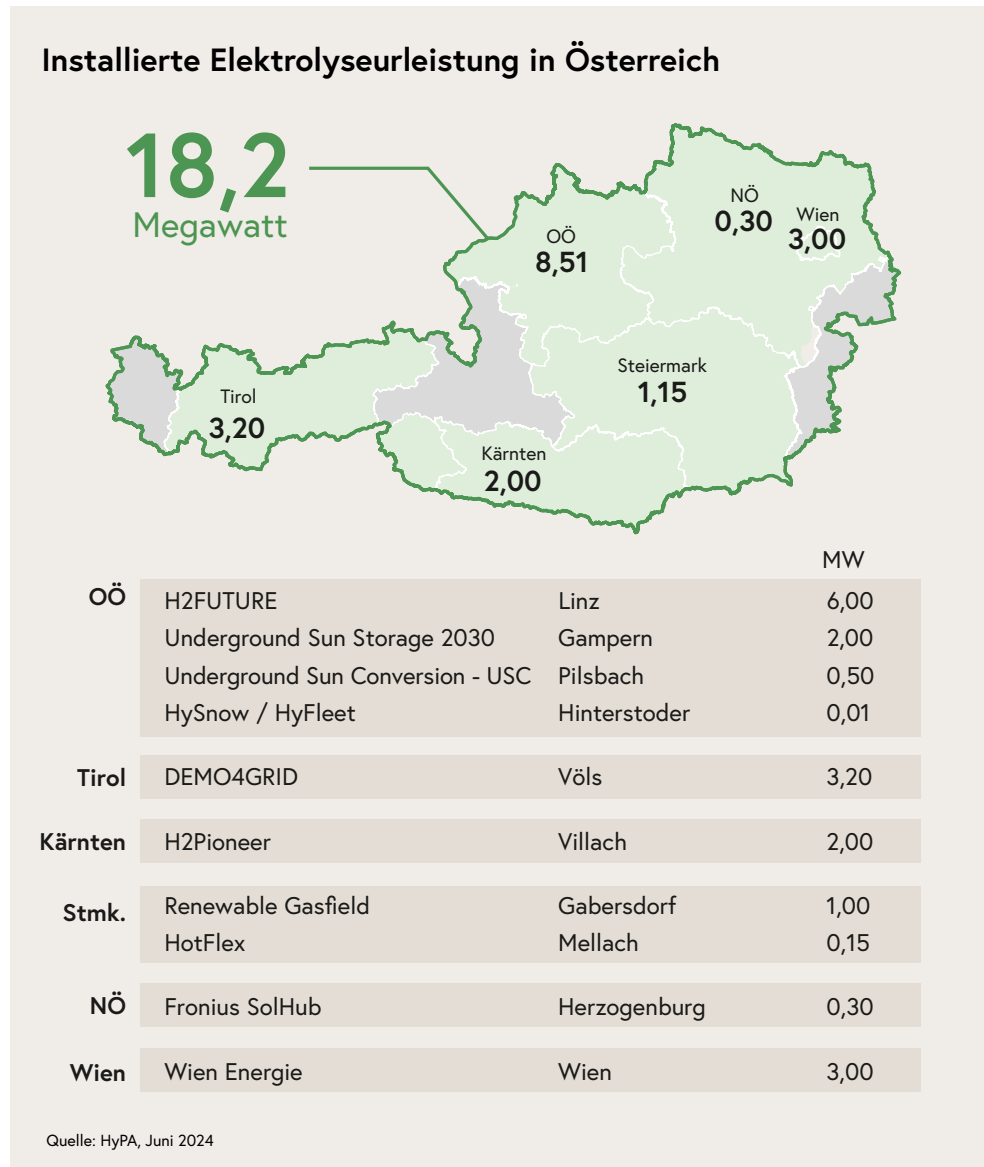 Installierte Elektrolyseurleistung in Österreich
18,2
Megawatt
NÖ
0,30
Wien
3,00
OÖ
8,51
Steiermark
1,15
Tirol
3,20
Kärnten
2,00
MW
OÖ H2FUTURE Linz 6,00
Underground Sun Storage 2030 Gampern 2,00
Underground Sun Conversion - USC Pilsbach 0,50
HySnow / HyFleet Hinterstoder 0,01
Tirol DEMO4GRID Völs 3,20
Kärnten H2Pioneer Villach 2,00
Stmk. Renewable Gasfield Gabersdorf 1,00
HotFlex Mellach 0,15
NÖ Fronius SolHub Herzogenburg 0,30
Wien Wien Energie Wien 3,00
Quelle: HyPA, Juni 2024